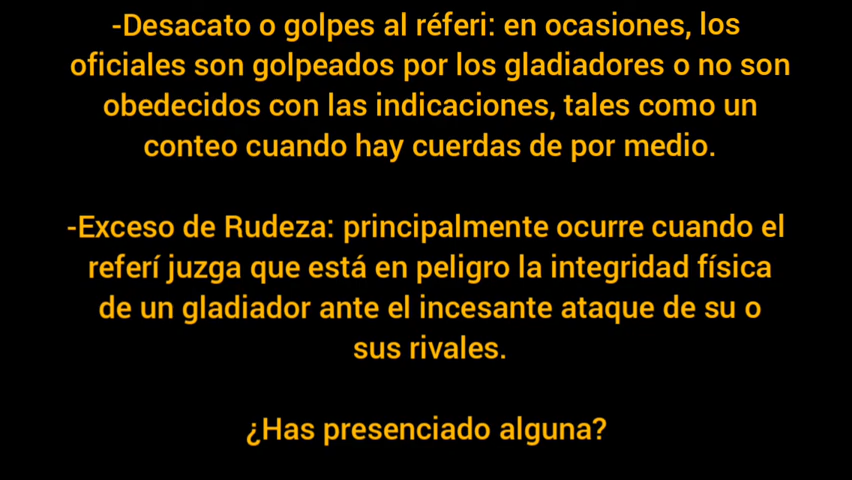 -Desacato o golpes al réferi: en ocasiones, los
oficiales son golpeados por los gladiadores o no son
obedecidos con las indicaciones, tales como un
conteo cuando hay cuerdas de por medio.
-Exceso de Rudeza: principalmente ocurre cuando el
referí juzga que está en peligro la integridad física
de un gladiador ante el incesante ataque de su o
sus rivales.
¿Has presenciado alguna?